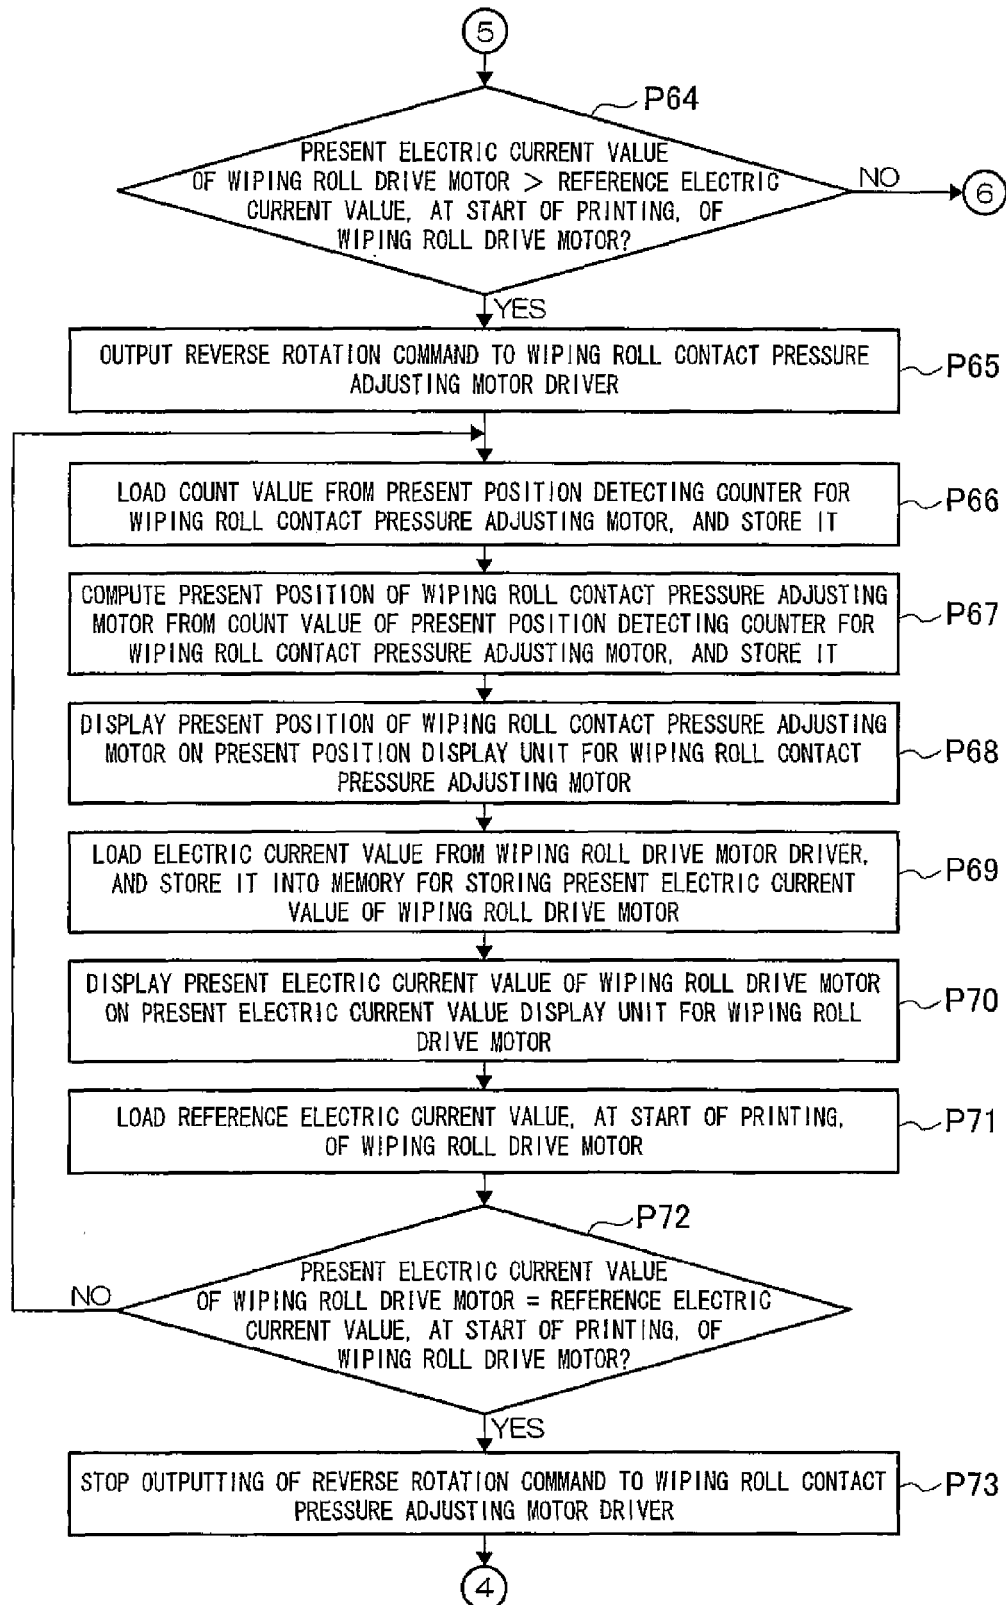 5
P64
PRESENT ELECTRIC CURRENT VALUE
OF WIPING ROLL DRIVE MOTOR > REFERENCE ELECTRIC
CURRENT VALUE, AT START OF PRINTING, OF
WIPING ROLL DRIVE MOTOR?
NO
6
YES
OUTPUT REVERSE ROTATION COMMAND TO WIPING ROLL CONTACT PRESSURE
ADJUSTING MOTOR DRIVER
P65
LOAD COUNT VALUE FROM PRESENT POSITION DETECTING COUNTER FOR
WIPING ROLL CONTACT PRESSURE ADJUSTING MOTOR, AND STORE IT
P66
COMPUTE PRESENT POSITION OF WIPING ROLL CONTACT PRESSURE ADJUSTING
MOTOR FROM COUNT VALUE OF PRESENT POSITION DETECTING COUNTER FOR
WIPING ROLL CONTACT PRESSURE ADJUSTING MOTOR, AND STORE IT
P67
DISPLAY PRESENT POSITION OF WIPING ROLL CONTACT PRESSURE ADJUSTING
MOTOR ON PRESENT POSITION DISPLAY UNIT FOR WIPING ROLL CONTACT
PRESSURE ADJUSTING MOTOR
P68
LOAD ELECTRIC CURRENT VALUE FROM WIPING ROLL DRIVE MOTOR DRIVER,
AND STORE IT INTO MEMORY FOR STORING PRESENT ELECTRIC CURRENT
VALUE OF WIPING ROLL DRIVE MOTOR
P69
DISPLAY PRESENT ELECTRIC CURRENT VALUE OF WIPING ROLL DRIVE MOTOR
ON PRESENT ELECTRIC CURRENT VALUE DISPLAY UNIT FOR WIPING ROLL
DRIVE MOTOR
P70
LOAD REFERENCE ELECTRIC CURRENT VALUE, AT START OF PRINTING,
OF WIPING ROLL DRIVE MOTOR
P71
P72
PRESENT ELECTRIC CURRENT VALUE
OF WIPING ROLL DRIVE MOTOR = REFERENCE ELECTRIC
CURRENT VALUE, AT START OF PRINTING, OF
WIPING ROLL DRIVE MOTOR?
NO
YES
STOP OUTPUTTING OF REVERSE ROTATION COMMAND TO WIPING ROLL CONTACT
PRESSURE ADJUSTING MOTOR DRIVER
P73
4